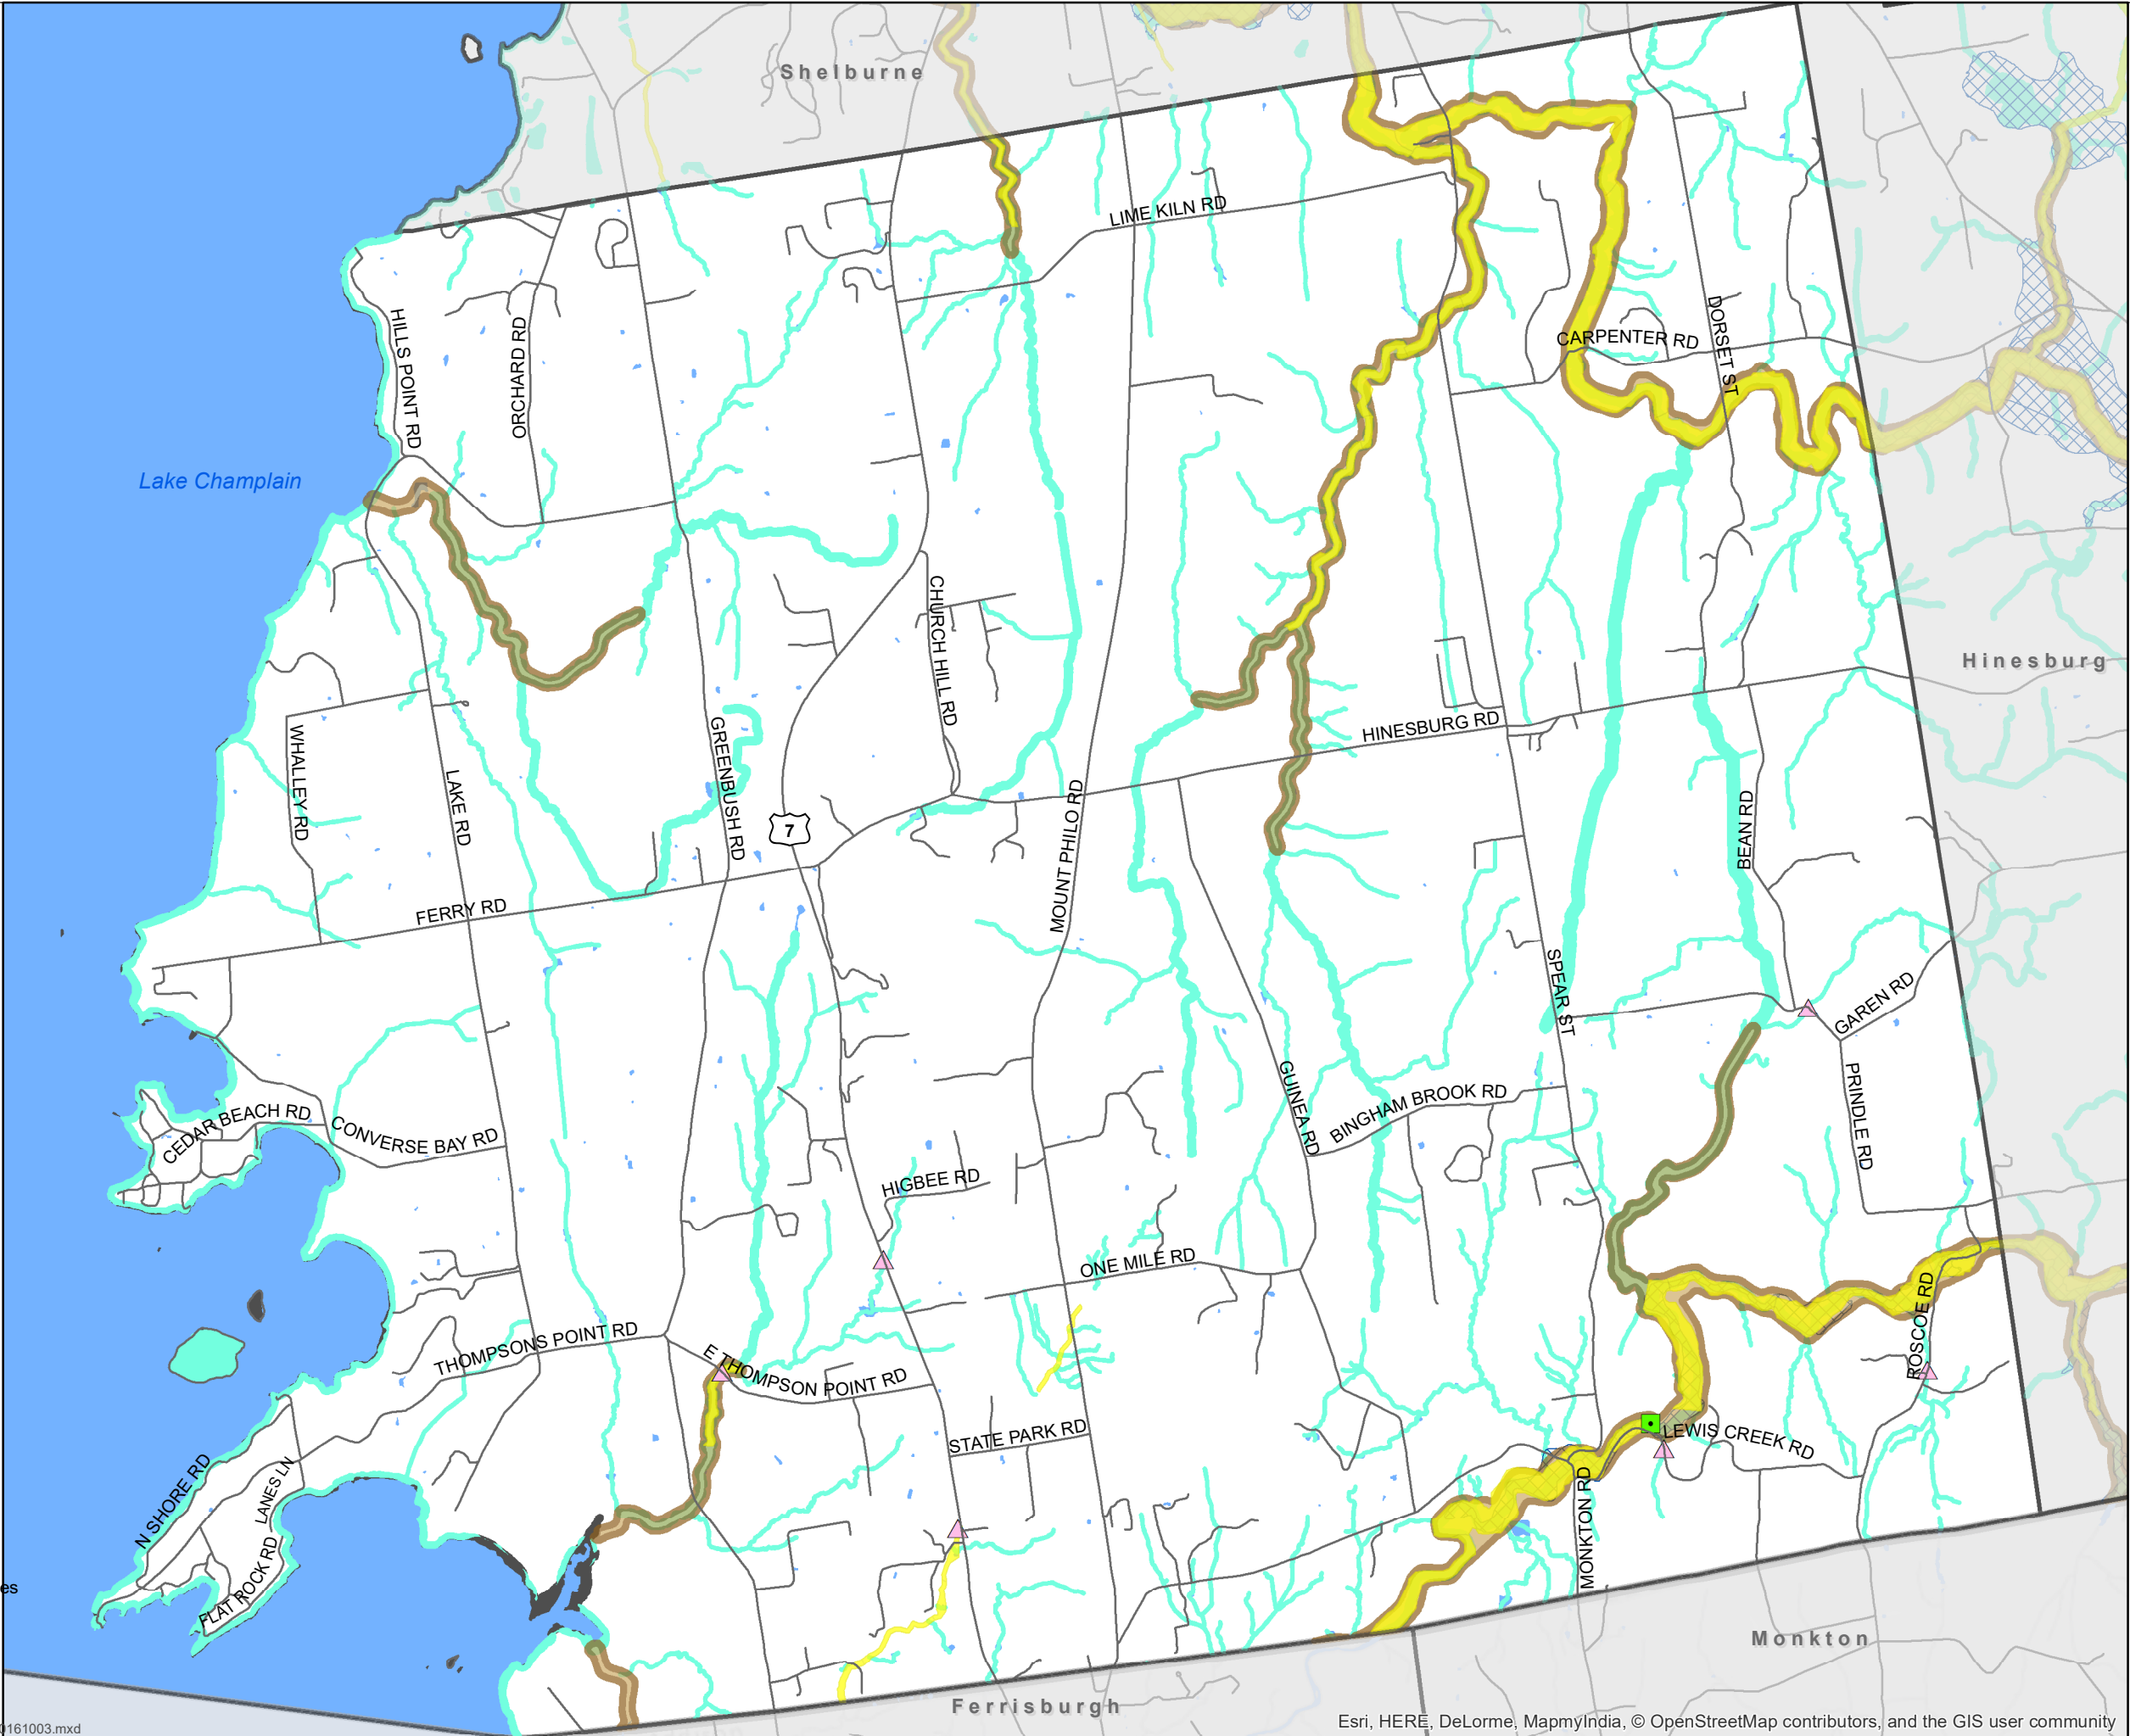 Shelburne
LIME KILN RD
HILLS POINT RD
ORCHARD RD
DORSET ST
CARPENTER RD
Lake Champlain
CHURCH HILL RD
Hinesburg
HINESBURG RD
GREENBUSH RD
WHALLEY RD
LAKE RD
7
MOUNT PHILO RD
BEAN RD
FERRY RD
SPEAR ST
GAREN RD
GUINEA RD
PRINDLE RD
BINGHAM BROOK RD
CEDAR BEACH RD
CONVERSE BAY RD
HIGBEE RD
ONE MILE RD
ROSCOE RD
THOMPSONS POINT RD
E THOMPSON POINT RD
STATE PARK RD
LEWIS CREEK RD
N SHORE RD
LANES LN
MONKTON RD
FLAT ROCK RD
es
Monkton
Ferrisburgh
0161003.mxd
Esri, HERE, DeLorme, MapmyIndia, © OpenStreetMap contributors, and the GIS user community